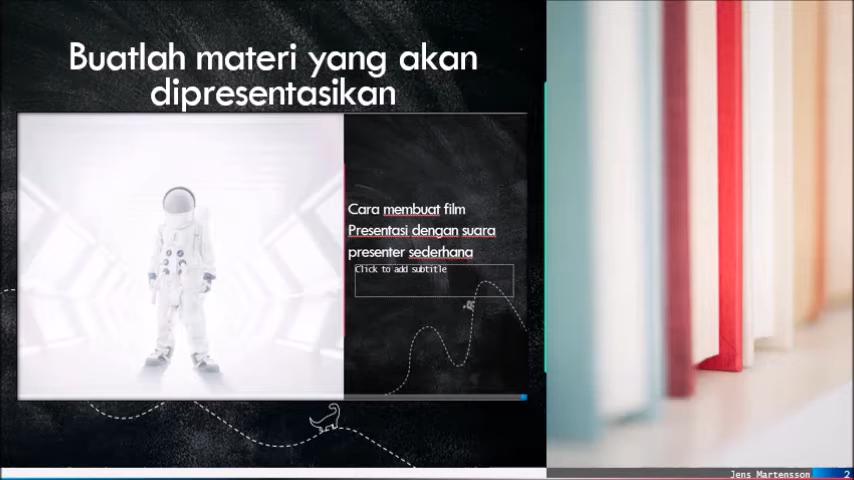 Buatlah materi yang akan
dipresentasikan
Cara membuat film
Presentasi dengan suara
presenter sederhana
Click to add subtitle
Jens Martensson
2